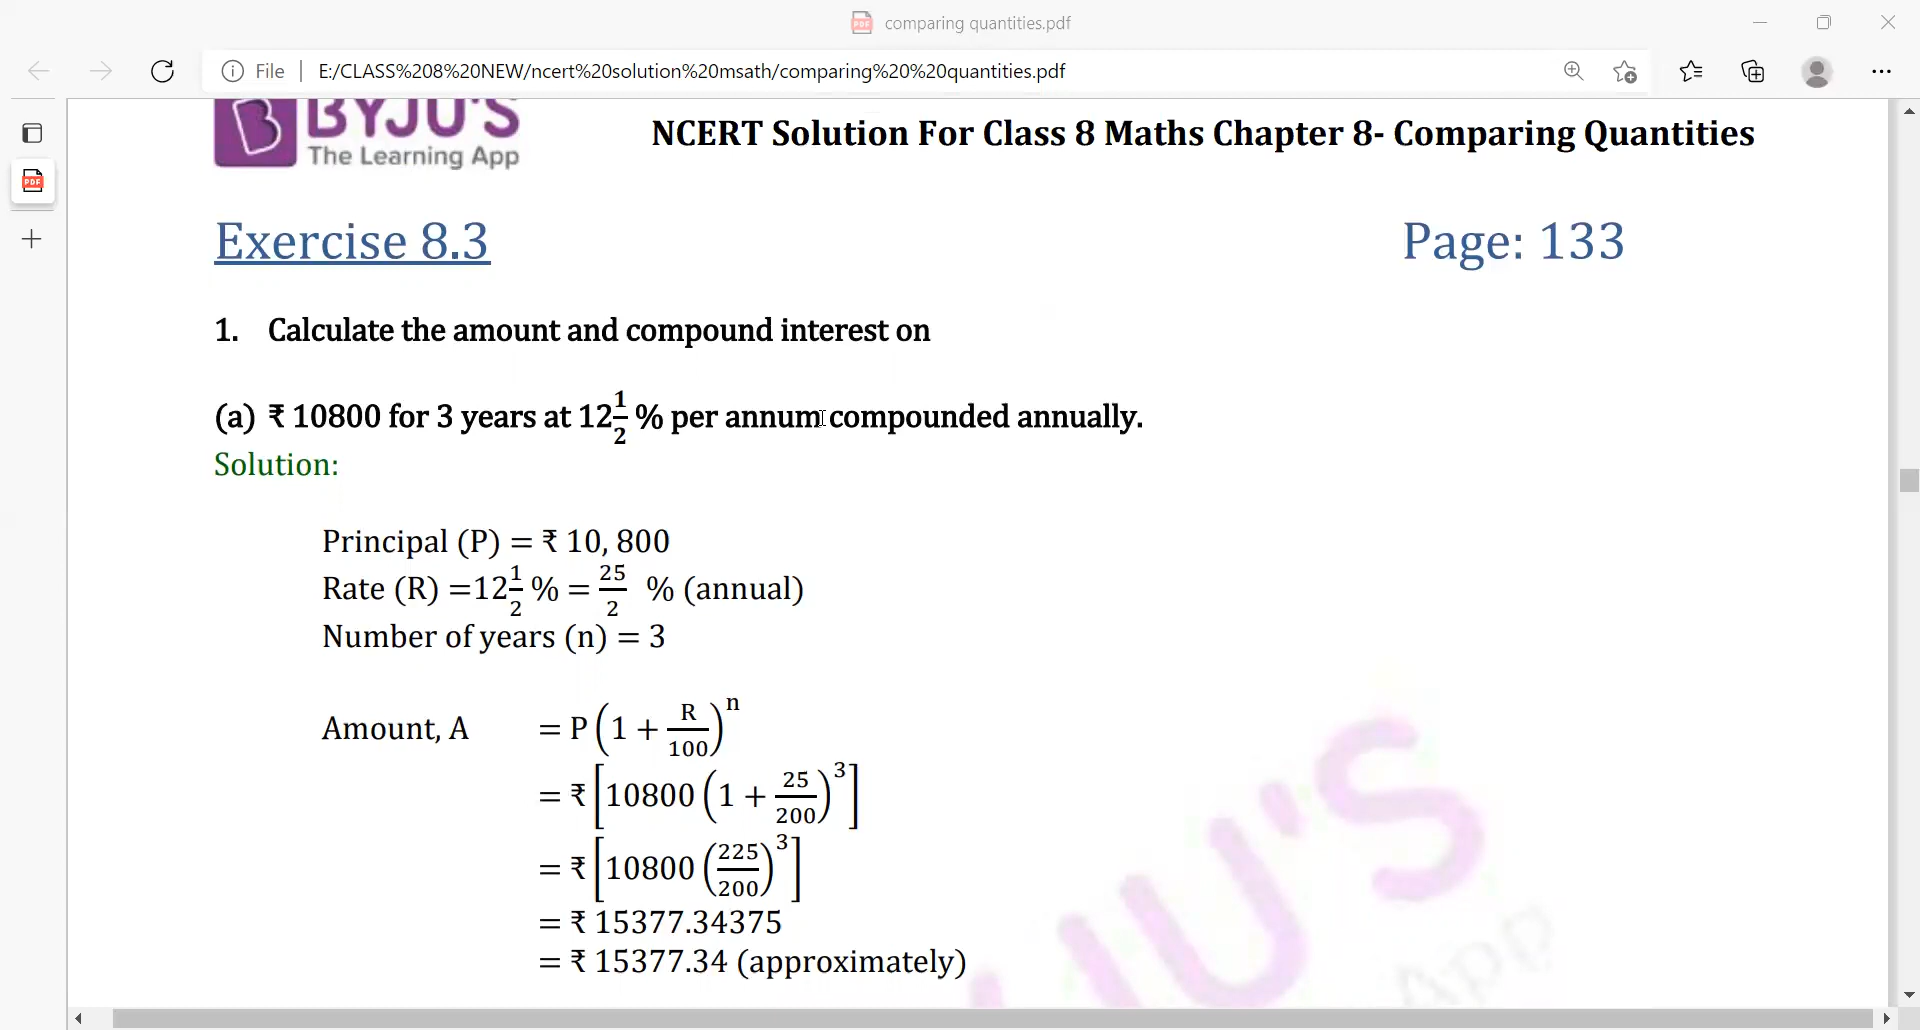 comparing quantities.pdf
File | E:/CLASS%208%20NEW/ncert%20solution%20msath/comparing%20%20quantities.pdf
BYJU'S
The Learning App
NCERT Solution For Class 8 Maths Chapter 8- Comparing Quantities
Exercise 8.3 Page: 133
1. Calculate the amount and compound interest on
(a) ₹ 10800 for 3 years at 12 1/2 % per annum compounded annually.
Solution:
Principal (P) = ₹ 10, 800
Rate (R) =12 1/2 % = 25/2 % (annual)
Number of years (n) = 3
Amount, A = P(1 + R/100)^n
= ₹ [10800 (1 + 25/200)^3]
= ₹ [10800 (225/200)^3]
= ₹ 15377.34375
= ₹ 15377.34 (approximately)
JU'S
App